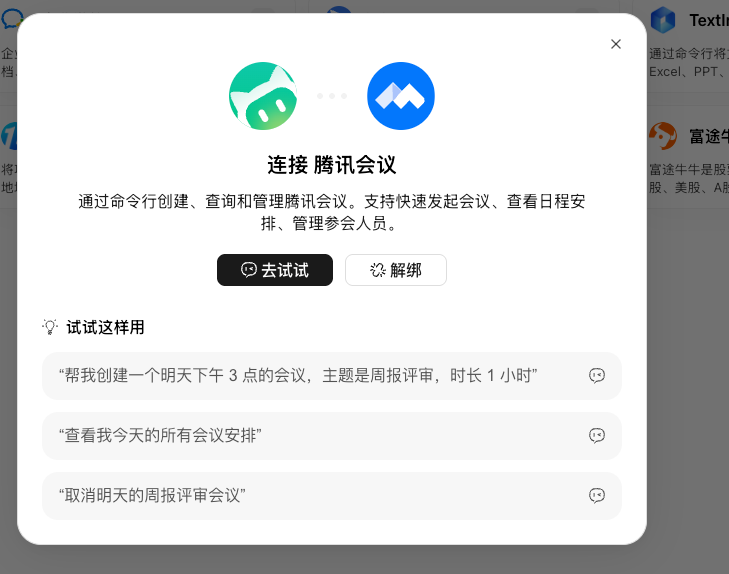 连接 腾讯会议
通过命令行创建、查询和管理腾讯会议。支持快速发起会议、查看日程安
排、管理参会人员。
去试试
解绑
试试这样用
“帮我创建一个明天下午 3 点的会议，主题是周报评审，时长 1 小时”
“查看我今天的所有会议安排”
“取消明天的周报评审会议”
企业
档、
将
地
TextIn
通过命令行将
Excel、PPT、
富途牛
富途牛牛是股
股、美股、A股